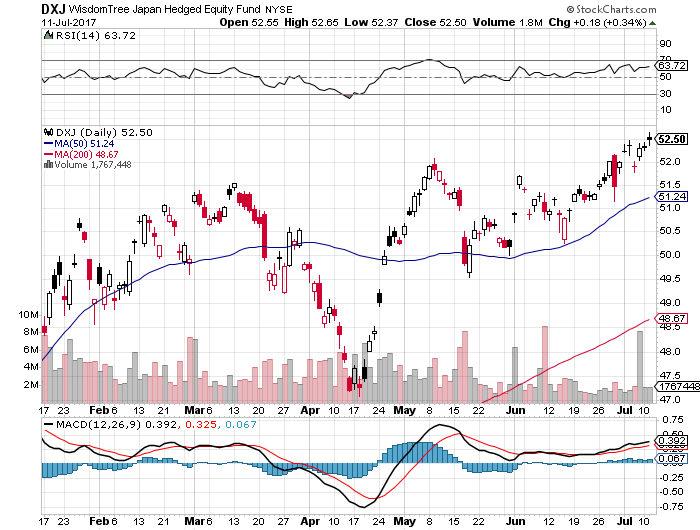 DXJ WisdomTree Japan Hedged Equity Fund NYSE © StockCharts.com
11-Jul-2017 Open 52.55 High 52.65 Low 52.37 Close 52.50 Volume 1.8M Chg +0.18 (+0.34%)
RSI(14) 63.72
90
70
63.72
50
30
10
DXJ (Daily) 52.50
MA(50) 51.24
MA(200) 48.67
Volume 1,767,448
52.50
52.0
51.5
51.24
51.0
50.5
50.0
49.5
49.0
48.67
48.5
48.0
47.5
1767448
47.0
10M
8M
6M
4M
2M
17 23 Feb 6 13 21 Mar 6 13 20 27 Apr 10 17 24 May 8 15 22 Jun 12 19 26 Jul 10
MACD(12,26,9) 0.392, 0.325, 0.067
0.75
0.50
0.392
0.067
-0.25
-0.50
-0.75
17 23 Feb 6 13 21 Mar 6 13 20 27 Apr 10 17 24 May 8 15 22 Jun 12 19 26 Jul 10